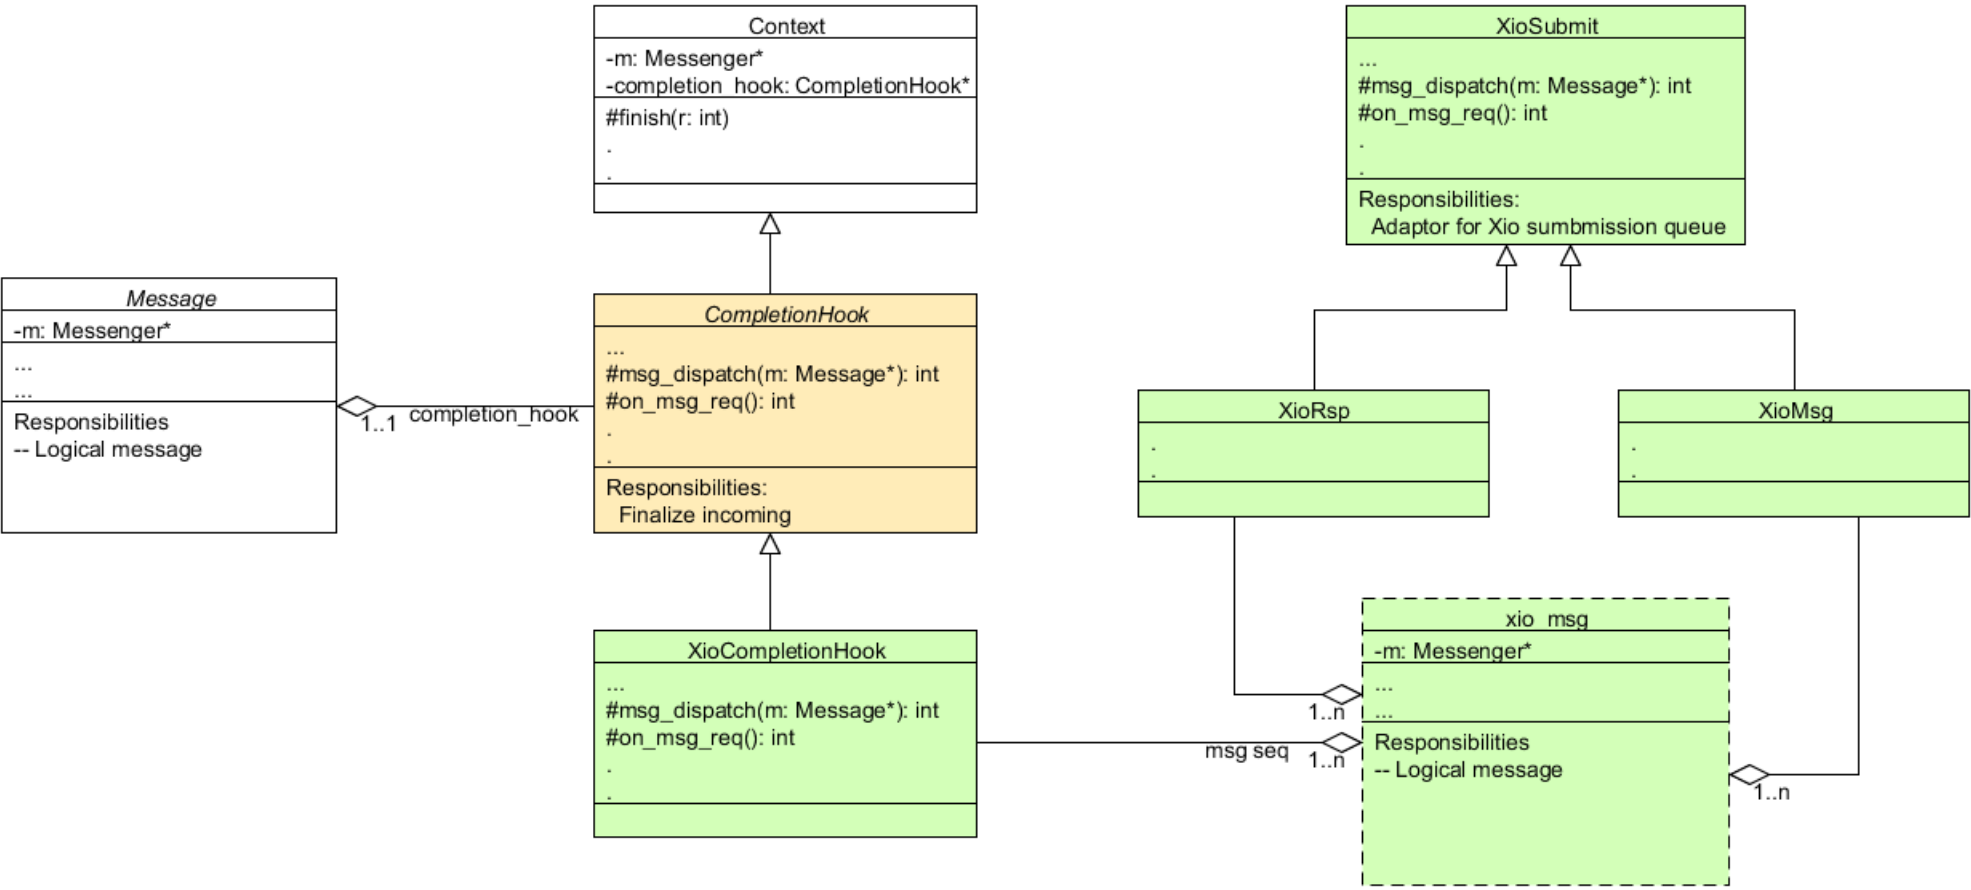 Context
-m: Messenger*
-completion_hook: CompletionHook*
#finish(r: int)
.
.
XioSubmit
...
#msg_dispatch(m: Message*): int
#on_msg_req(): int
.
.
Responsibilities:
Adaptor for Xio sumbmission queue
Message
-m: Messenger*
...
...
Responsibilities
-- Logical message
1..1
completion_hook
CompletionHook
...
#msg_dispatch(m: Message*): int
#on_msg_req(): int
.
.
Responsibilities:
Finalize incoming
XioRsp
.
.
XioMsg
.
.
XioCompletionHook
...
#msg_dispatch(m: Message*): int
#on_msg_req(): int
.
.
msg seq
1..n
1..n
xio_msg
-m: Messenger*
...
...
Responsibilities
-- Logical message
1..n